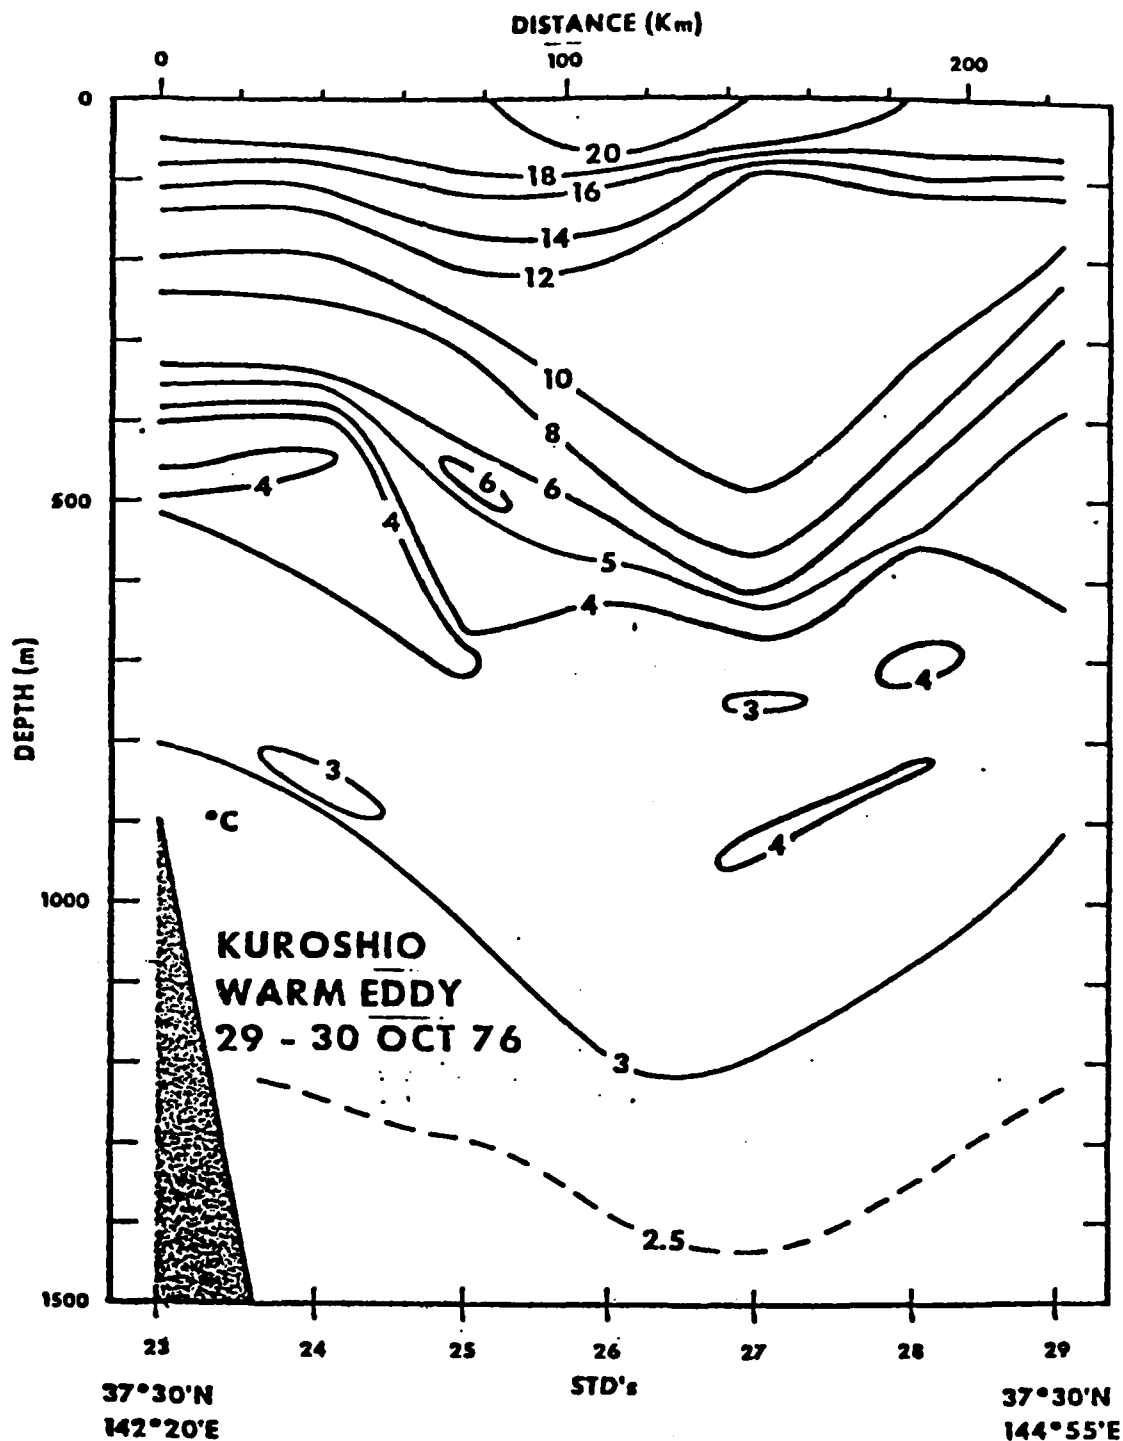 DISTANCE (Km)
0 100 200
0
20
18
16
14
12
10
8
6
6
4
500
4
5
4
4
3
DEPTH (m)
3
°C
4
1000
KUROSHIO
WARM EDDY
29 - 30 OCT 76
3
2.5
1500
23 24 25 26 27 28 29
STD's
37°30'N 37°30'N
142°20'E 144°55'E